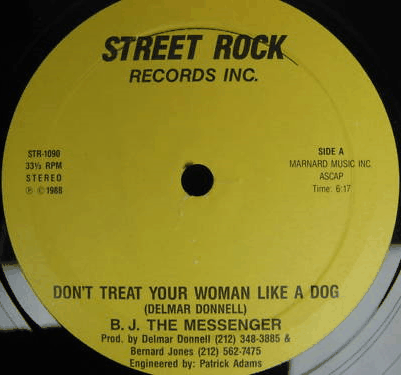 STREET ROCK
RECORDS INC.
STR-1090
33⅓ RPM
STEREO
℗ © 1988
SIDE A
MARNARD MUSIC INC.
ASCAP
Time: 6:17
DON'T TREAT YOUR WOMAN LIKE A DOG
(DELMAR DONNELL)
B. J. THE MESSENGER
Prod. by Delmar Donnell (212) 348-3885 &
Bernard Jones (212) 562-7475
Engineered by: Patrick Adams